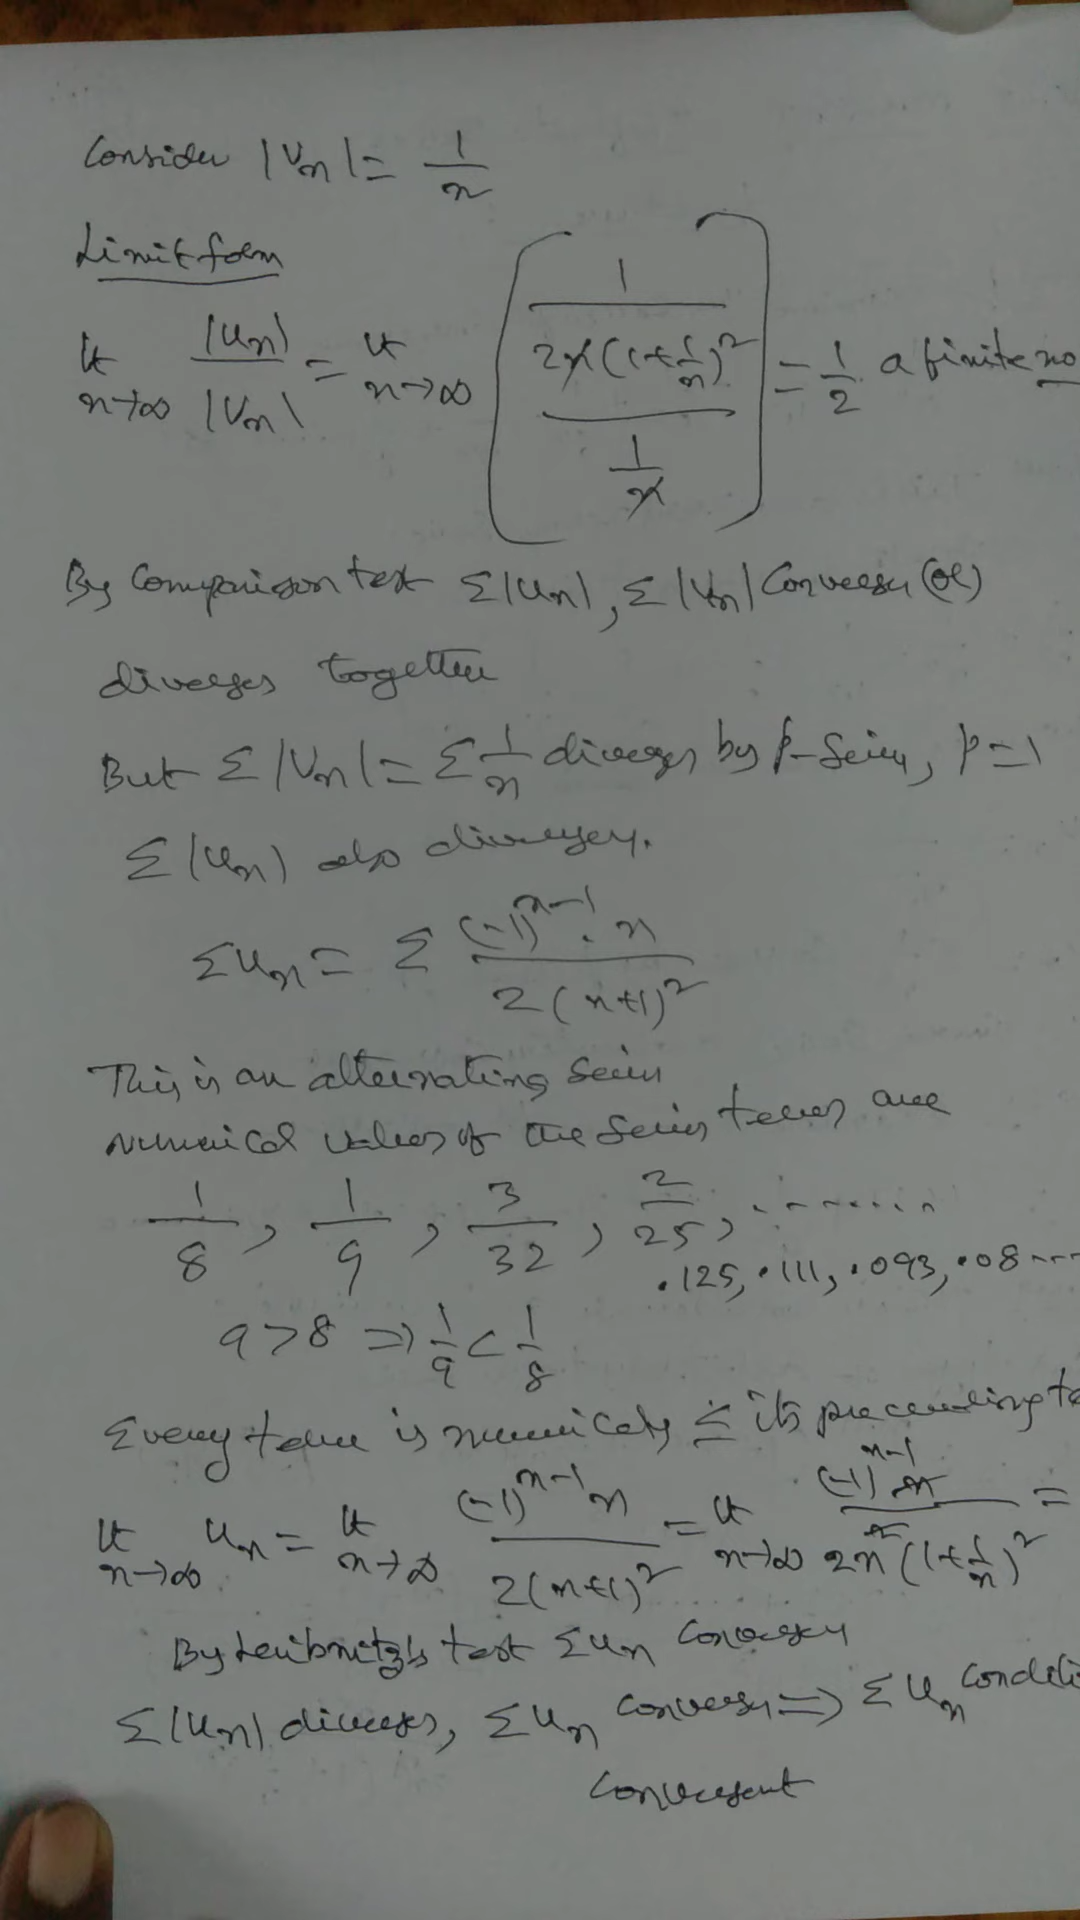 Consider |Vn| = 1/n
Limit form
lt n→∞ |un|/|Vn| = lt n→∞ [ (1/(2n(1+1/n)²)) / (1/n) ] = 1/2 a finite no
By Comparison test Σ|un|, Σ|Vn| Converges (or)
diverges together
But Σ|Vn| = Σ 1/n diverges by p-Series, p=1
Σ|un| also diverges.
Σun = Σ (-1)^(n-1) . n / 2(n+1)²
This is an alternating Series
numerical values of the Series terms are
1/8, 1/9, 3/32, 2/25, .........
.125, .111, .093, .08 ---
9>8 ⇒ 1/9 < 1/8
Every term is numerically ≤ its preceeding te
lt n→∞ un = lt n→∞ (-1)^(n-1) n / 2(n+1)² = lt n→∞ (-1)^(n-1) n / 2n²(1+1/n)² =
By Leibnitz's test Σun Converges
Σ|un| diverges, Σun converges ⇒ Σun Conditi
Convergent